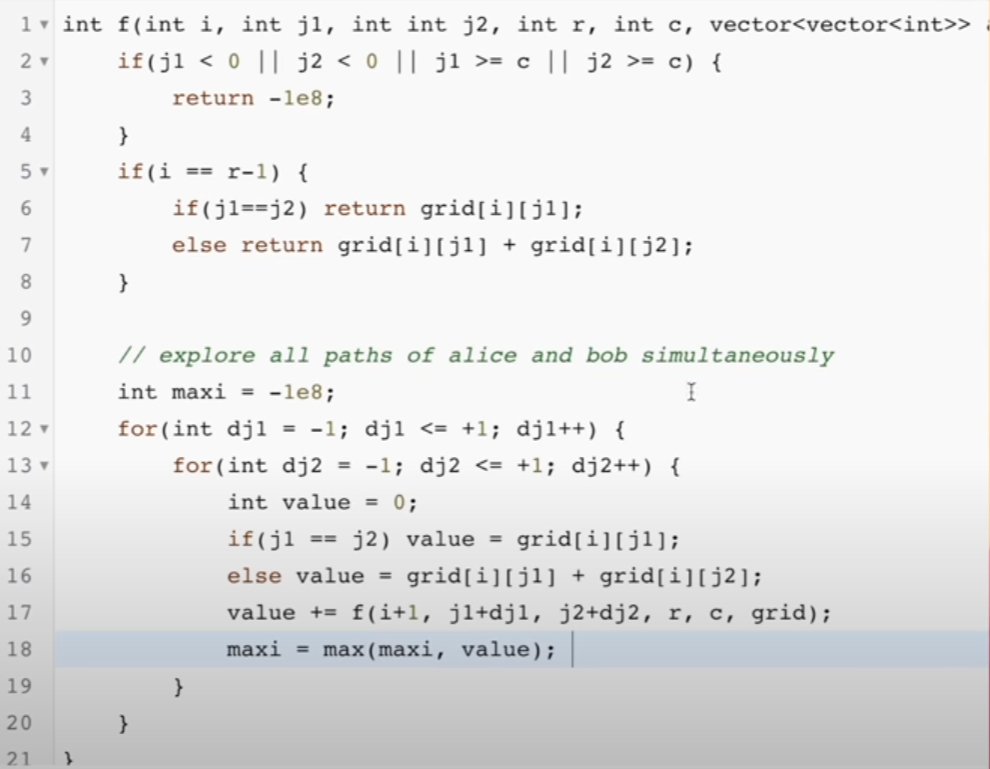 1 int f(int i, int j1, int int j2, int r, int c, vector<vector<int>>
2 if(j1 < 0 || j2 < 0 || j1 >= c || j2 >= c) {
3 return -1e8;
4 }
5 if(i == r-1) {
6 if(j1==j2) return grid[i][j1];
7 else return grid[i][j1] + grid[i][j2];
8 }
9
10 // explore all paths of alice and bob simultaneously
11 int maxi = -1e8;
12 for(int dj1 = -1; dj1 <= +1; dj1++) {
13 for(int dj2 = -1; dj2 <= +1; dj2++) {
14 int value = 0;
15 if(j1 == j2) value = grid[i][j1];
16 else value = grid[i][j1] + grid[i][j2];
17 value += f(i+1, j1+dj1, j2+dj2, r, c, grid);
18 maxi = max(maxi, value);
19 }
20 }
21 }